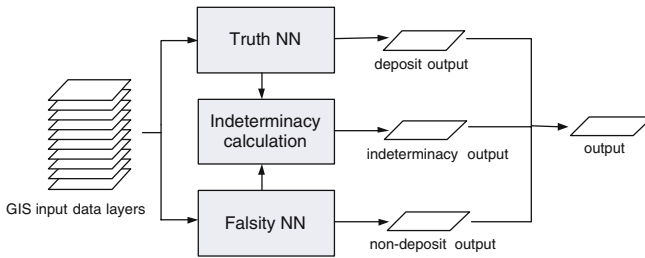 Truth NN
deposit output
Indeterminacy
calculation
indeterminacy output
output
GIS input data layers
Falsity NN
non-deposit output